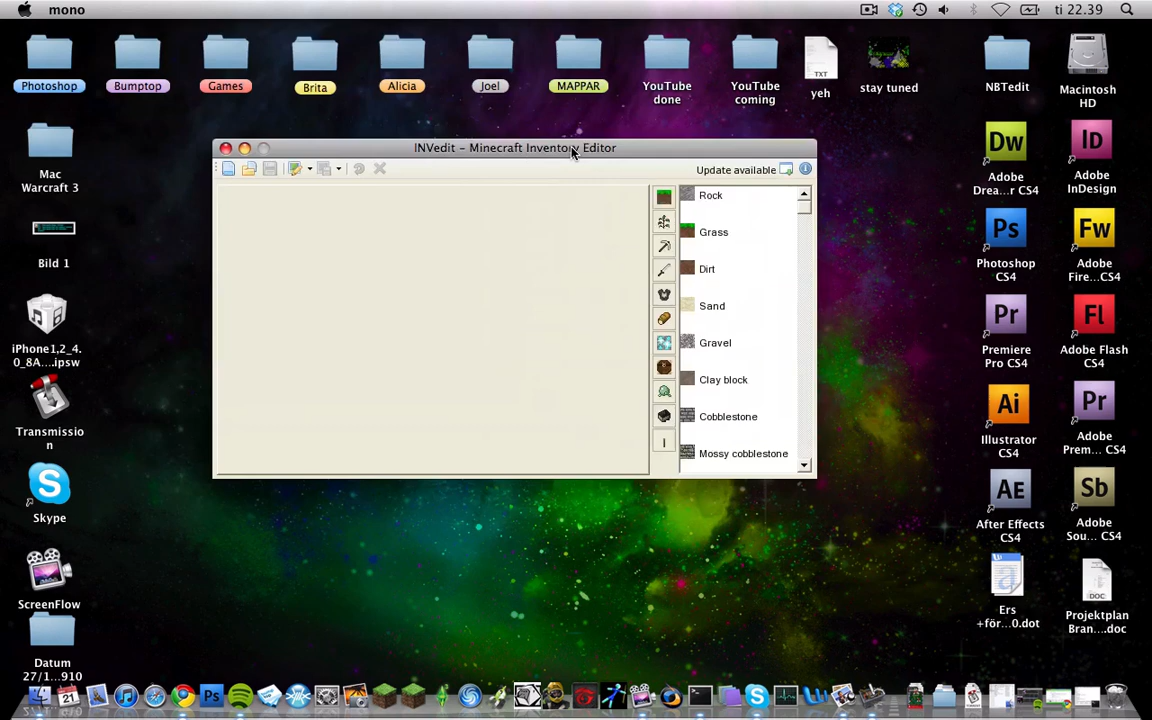 mono
ti 22.39
Photoshop
Bumptop
Games
Brita
Alicia
Joel
MAPPAR
YouTube
done
YouTube
coming
TXT
yeh
stay tuned
NBTedit
Macintosh
HD
Mac
Warcraft 3
Bild 1
iPhone1,2_4.
0_8A....ipsw
Transmissio
n
Skype
ScreenFlow
Datum
27/1...910
INVedit – Minecraft Inventory Editor
Update available
Rock
Grass
Dirt
Sand
Gravel
Clay block
Cobblestone
Mossy cobblestone
Dw
Adobe
Drea...r CS4
Id
Adobe
InDesign
Ps
Photoshop
CS4
Fw
Adobe
Fire...CS4
Pr
Premiere
Pro CS4
Fl
Adobe Flash
CS4
Ai
Illustrator
CS4
Pr
Adobe
Prem... CS4
AE
After Effects
CS4
Sb
Adobe
Sou... CS4
Ers
+för...0.dot
DOC
Projektplan
Bran....doc
21
Ps